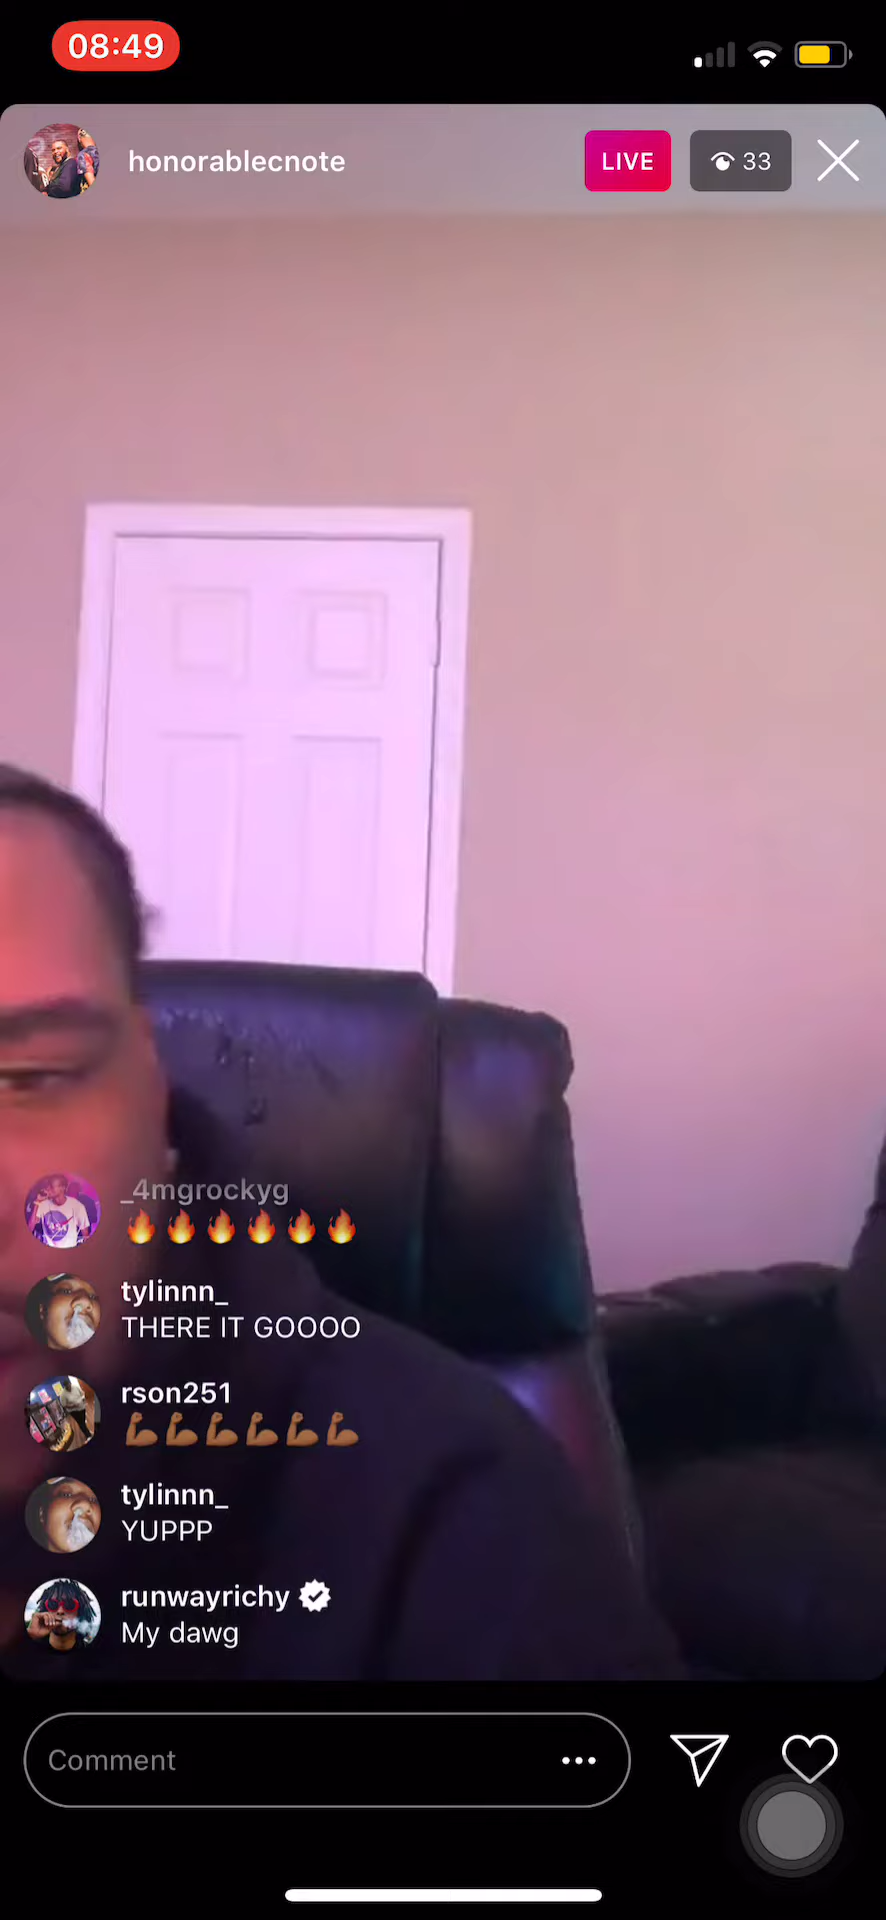 08:49
honorablecnote
LIVE
33
_4mgrockyg
🔥🔥🔥🔥🔥🔥
tylinnn_
THERE IT GOOOO
rson251
💪🏾💪🏾💪🏾💪🏾💪🏾💪🏾
tylinnn_
YUPPP
runwayrichy
My dawg
Comment